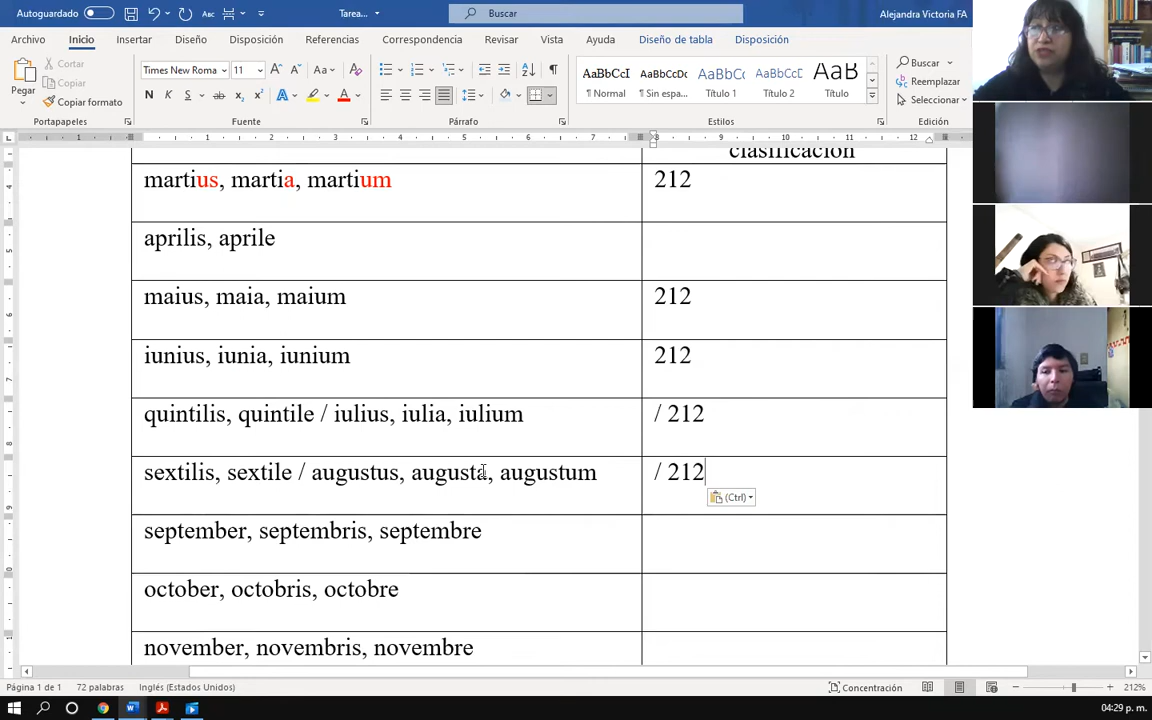 Autoguardado
Tarea...
Buscar
Alejandra Victoria FA
Archivo
Inicio
Insertar
Diseño
Disposición
Referencias
Correspondencia
Revisar
Vista
Ayuda
Diseño de tabla
Disposición
Pegar
Cortar
Copiar
Copiar formato
Times New Roma
11
AaBbCcI
AaBbCcDc
AaBbCc
AaBbCcI
AaBbC
¶ Normal
¶ Sin espa...
Título 1
Título 2
Título
Buscar
Reemplazar
Seleccionar
Portapapeles
Fuente
Párrafo
Estilos
Edición
clasificación
martius, martia, martium 212
aprilis, aprile
maius, maia, maium 212
iunius, iunia, iunium 212
quintilis, quintile / iulius, iulia, iulium / 212
sextilis, sextile / augustus, augusta, augustum / 212
(Ctrl)
september, septembris, septembre
october, octobris, octobre
november, novembris, novembre
Página 1 de 1
72 palabras
Inglés (Estados Unidos)
Concentración
212%
04:29 p. m.